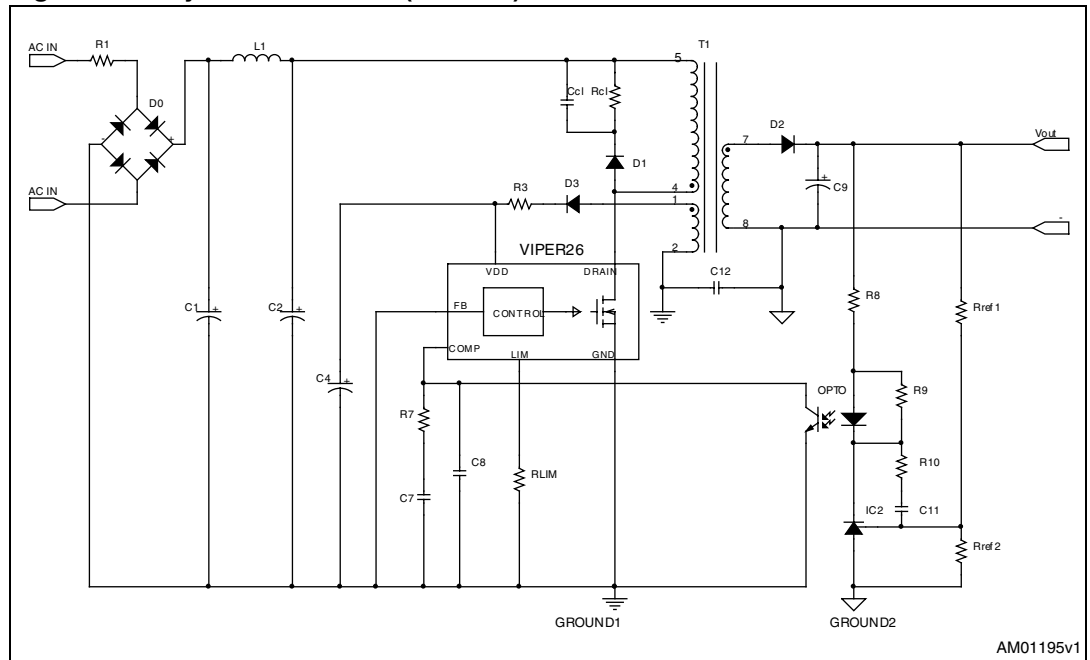 AC IN
R1
L1
T1
5
Ccl
Rcl
D0
-
+
D2
7
Vout
D1
+
C9
D3
R3
4
1
AC IN
8
-
2
VIPER26
C12
VDD
DRAIN
R8
Rref1
FB
CONTROL
C1
+
C2
+
COMP
LIM
GND
C4
+
OPTO
R9
R7
C8
R10
RLIM
C7
IC2
C11
Rref2
GROUND1
GROUND2
AM01195v1